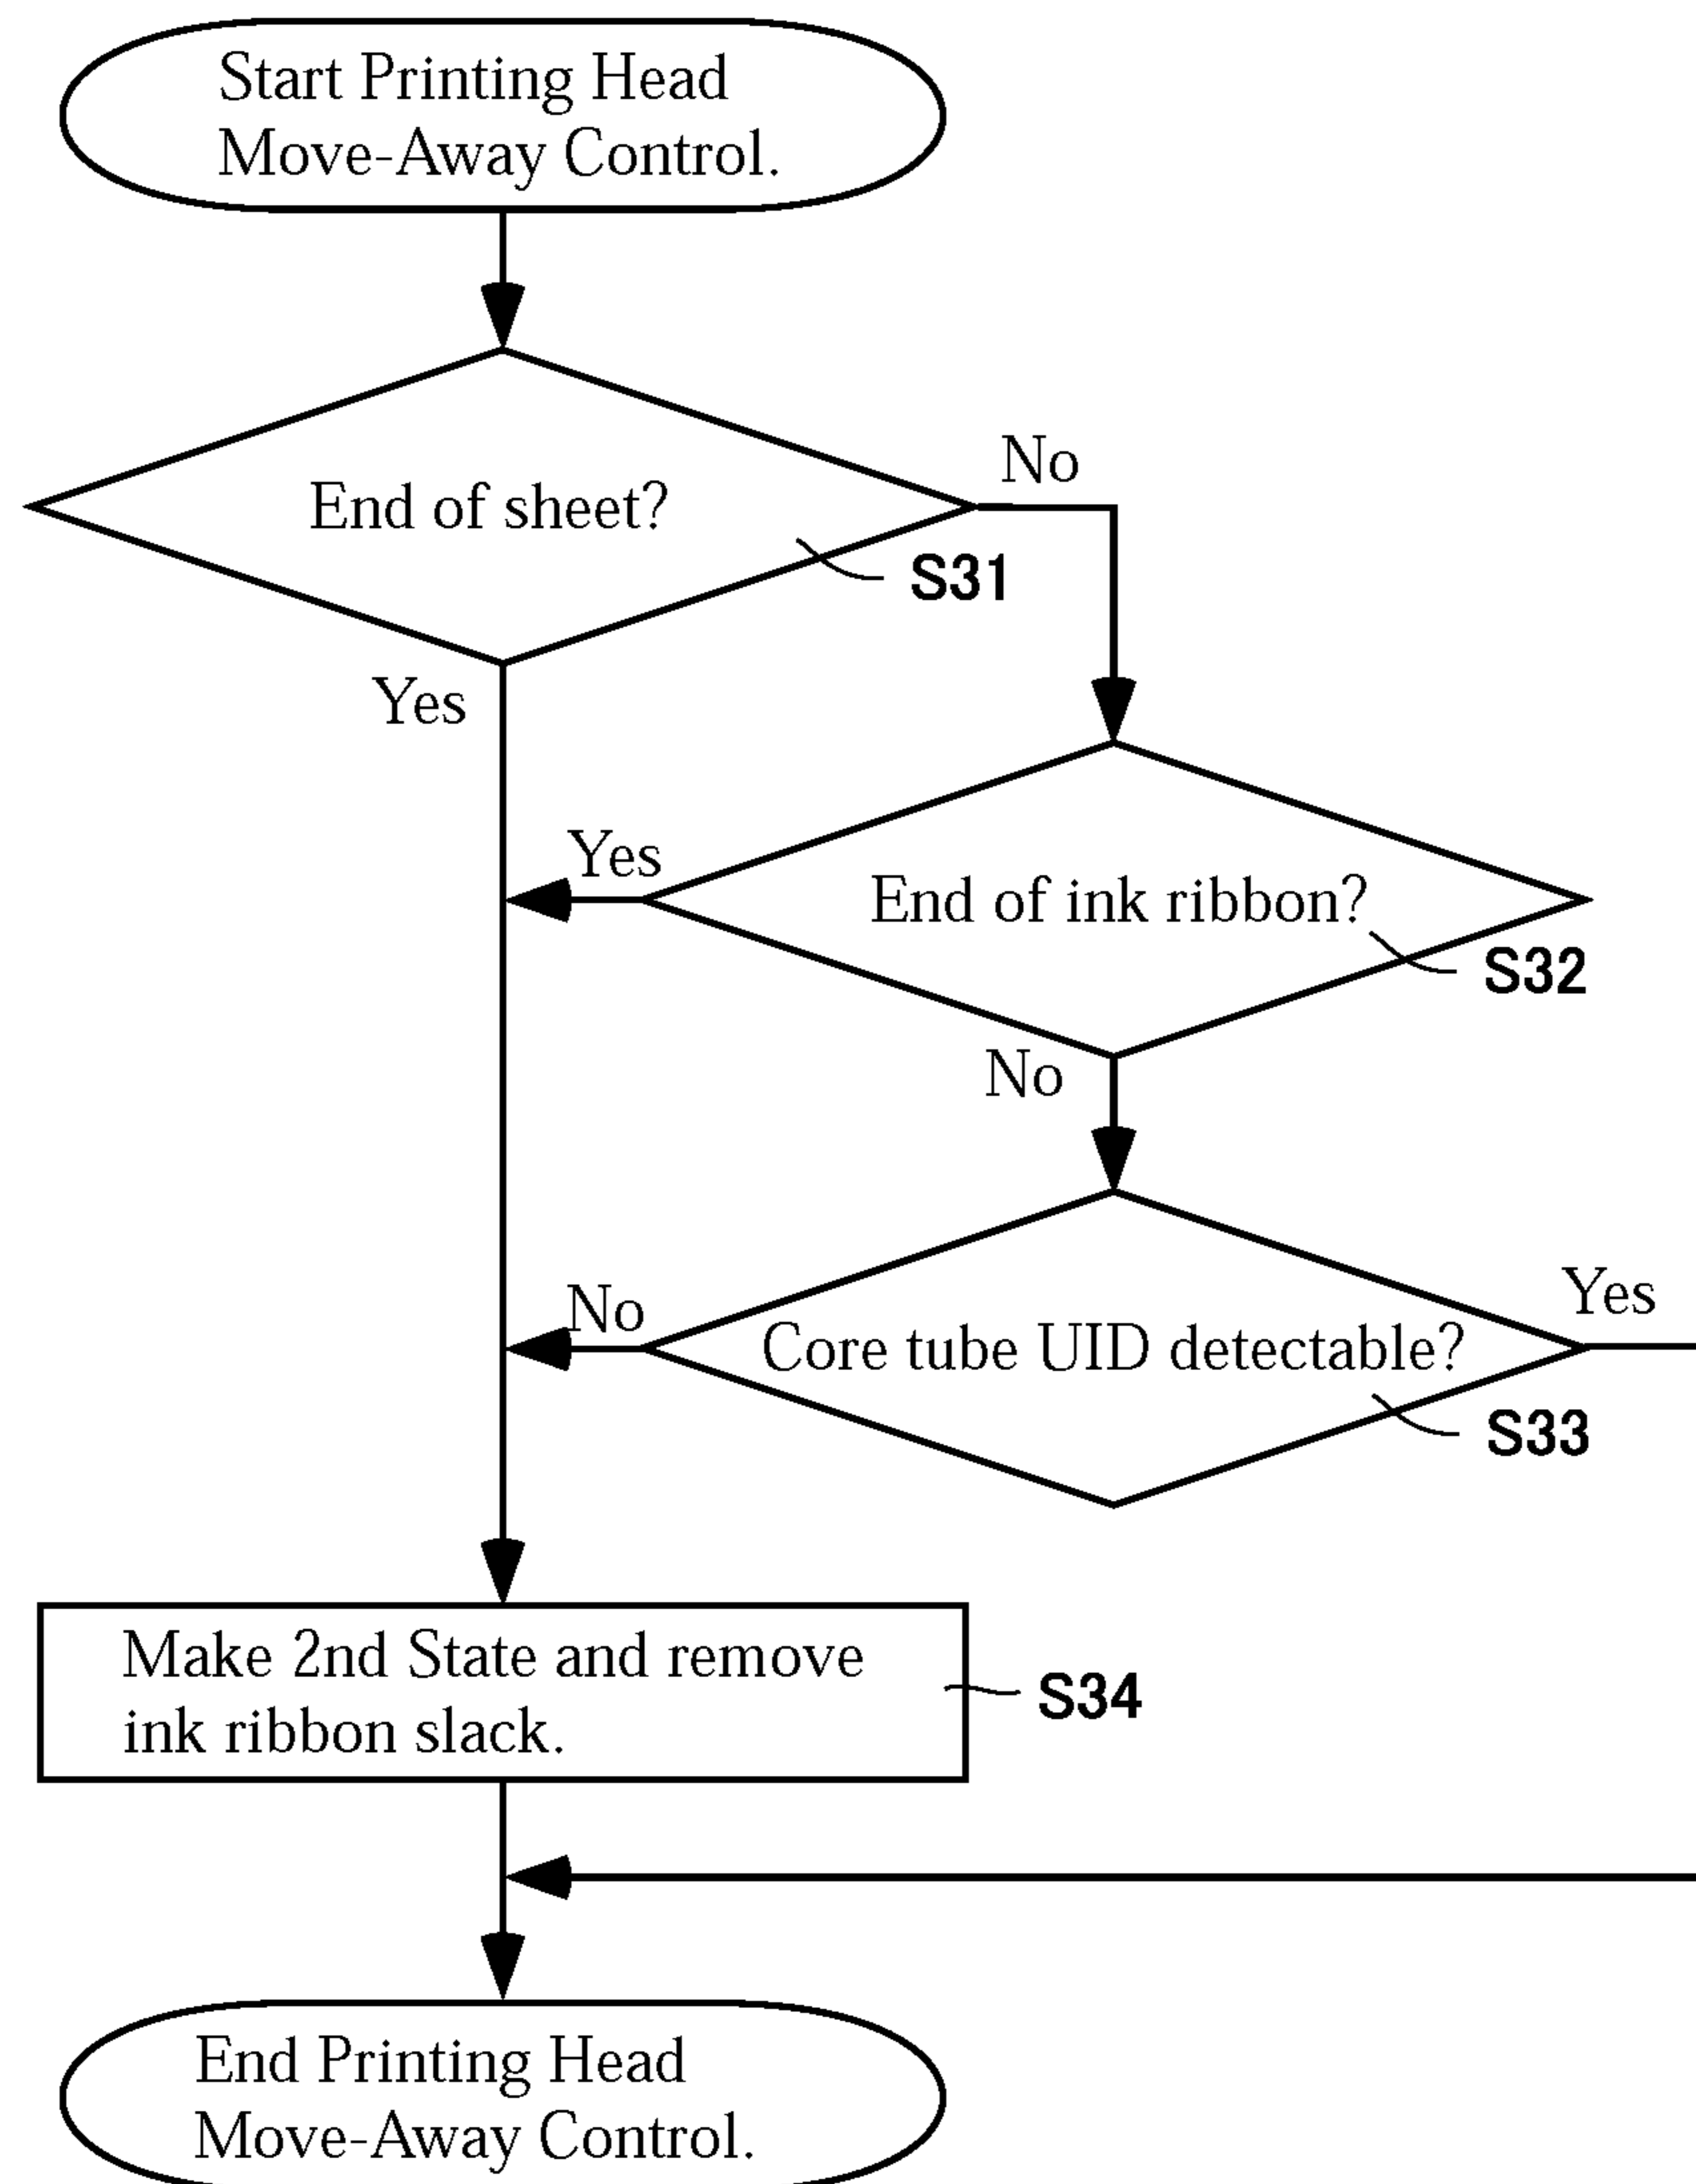 Start Printing Head
Move-Away Control.
No
End of sheet?
S31
Yes
Yes
End of ink ribbon?
S32
No
No
Yes
Core tube UID detectable?
S33
Make 2nd State and remove
ink ribbon slack.
S34
End Printing Head
Move-Away Control.